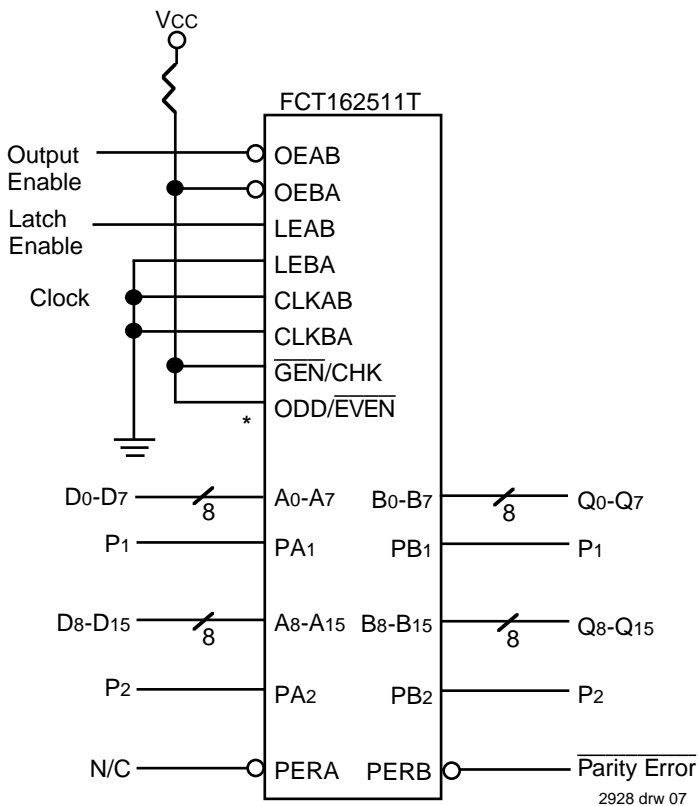 VCC
FCT162511T
Output
Enable
OEAB
OEBA
Latch
Enable
LEAB
LEBA
Clock
CLKAB
CLKBA
GEN/CHK
ODD/EVEN
*
D0-D7
8
A0-A7
B0-B7
8
Q0-Q7
P1
PA1
PB1
P1
D8-D15
8
A8-A15
B8-B15
8
Q8-Q15
P2
PA2
PB2
P2
N/C
PERA
PERB
Parity Error
2928 drw 07